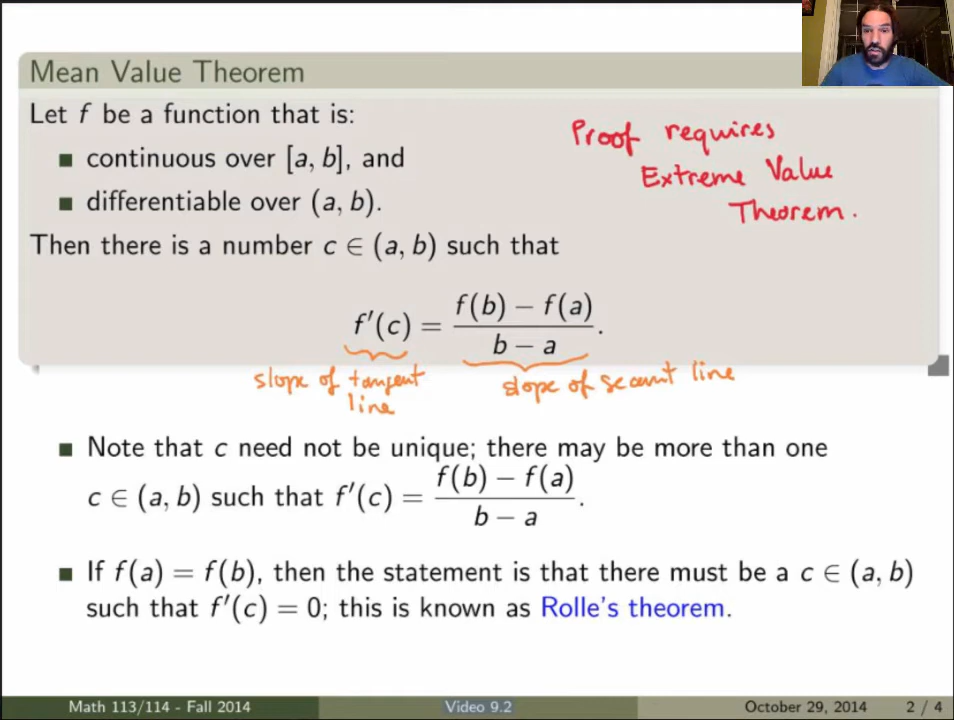 Mean Value Theorem
Let f be a function that is:
continuous over [a, b], and
differentiable over (a, b).
Proof requires
Extreme Value
Theorem.
Then there is a number c ∈ (a, b) such that
f′(c) = f(b) − f(a) / b − a .
slope of tangent
line
slope of secant line
Note that c need not be unique; there may be more than one
c ∈ (a, b) such that f′(c) = f(b) − f(a) / b − a .
If f(a) = f(b), then the statement is that there must be a c ∈ (a, b)
such that f′(c) = 0; this is known as Rolle's theorem.
Math 113/114 - Fall 2014 Video 9.2 October 29, 2014 2 / 4